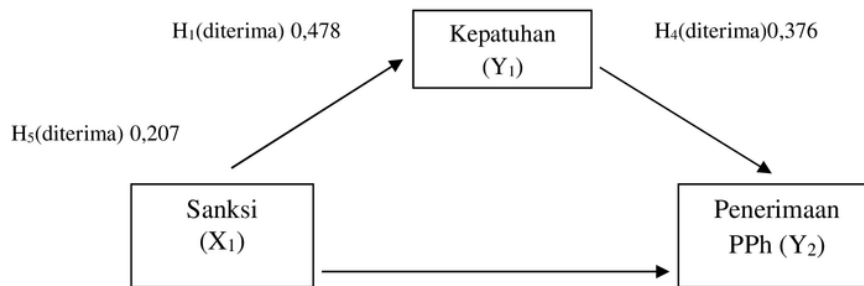 H₁(diterima) 0,478
Kepatuhan
(Y₁)
H₄(diterima)0,376
H₅(diterima) 0,207
Sanksi
(X₁)
Penerimaan
PPh (Y₂)